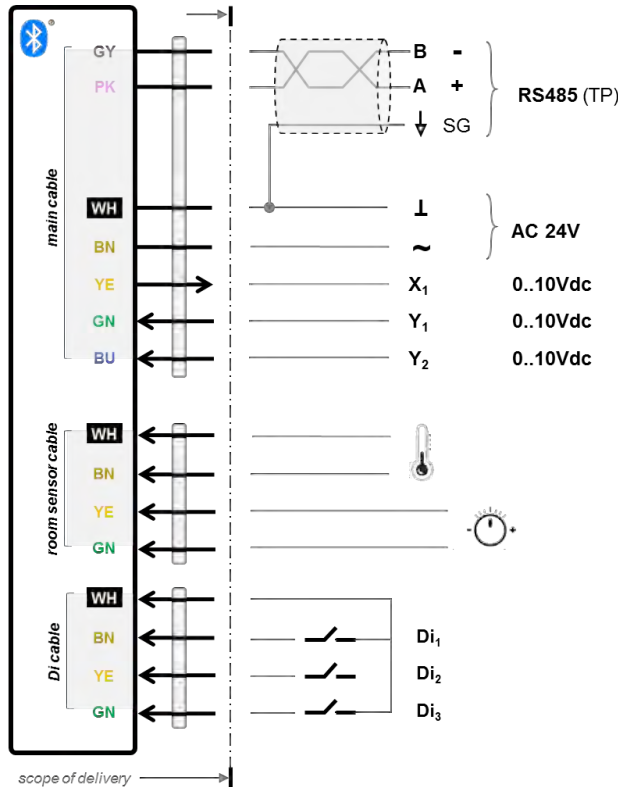 ®
GY B -
PK A + RS485 (TP)
SG
main cable
WH ⊥
BN ~ AC 24V
YE X₁ 0..10Vdc
GN Y₁ 0..10Vdc
BU Y₂ 0..10Vdc
room sensor cable
WH
BN
YE - +
GN
Di cable
WH
BN Di₁
YE Di₂
GN Di₃
scope of delivery